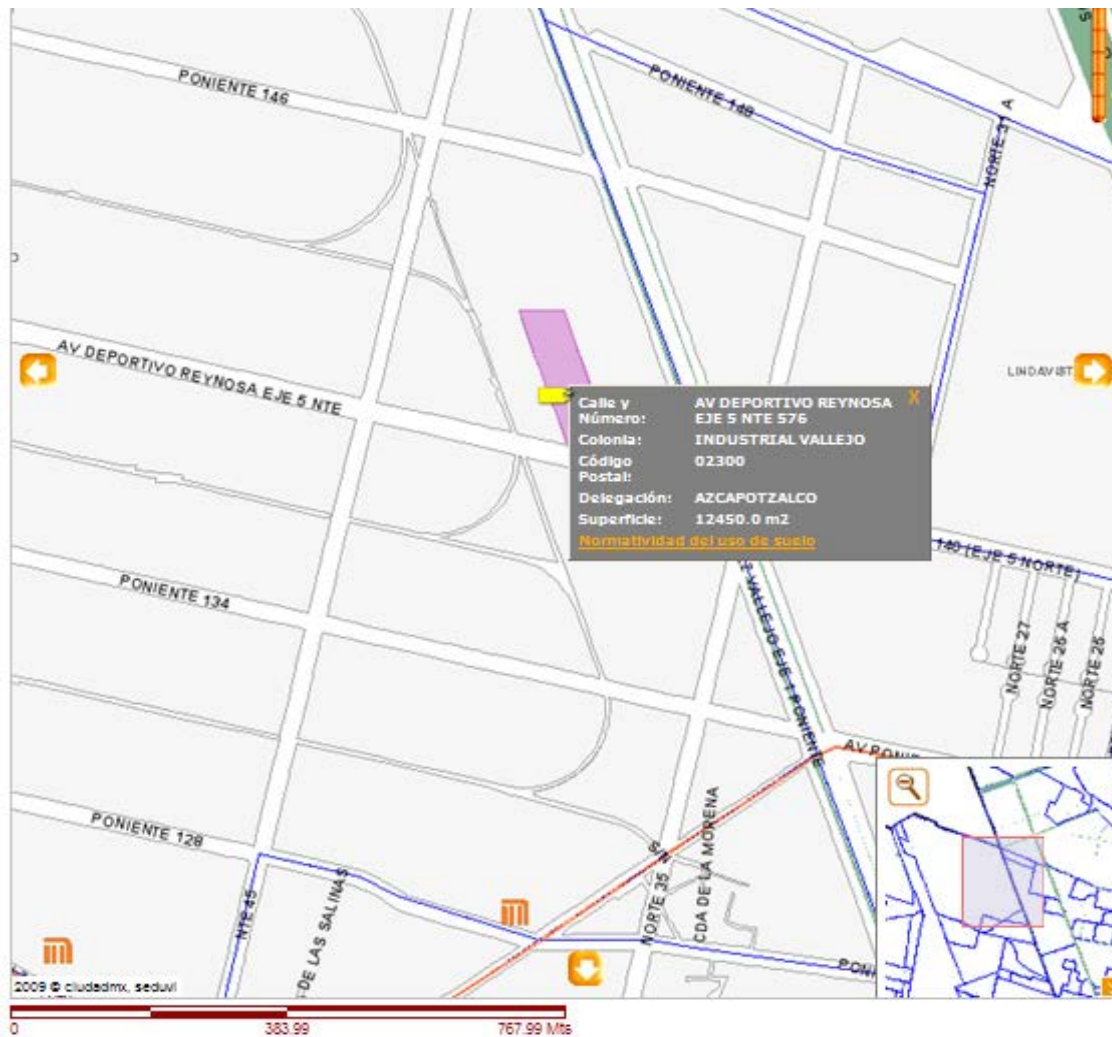 PONIENTE 146
PONIENTE 148
NORTE 31 A
AV DEPORTIVO REYNOSA EJE 5 NTE
LINDAVIST
X
Calle y Número: AV DEPORTIVO REYNOSA EJE 5 NTE 576
Colonia: INDUSTRIAL VALLEJO
Código Postal: 02300
Delegación: AZCAPOTZALCO
Superficie: 12450.0 m2
Normatividad del uso de suelo
140 (EJE 5 NORTE)
VALLEJO EJE 1 PONIENTE
PONIENTE 134
NORTE 27
NORTE 25 A
NORTE 25
AV PONIE
PONIENTE 128
NTE 45
DE LAS SALINAS
NORTE 35
CDA DE LA MORENA
PONI
2009 © ciudadmx, seduvi
0 383.99 767.99 Mts